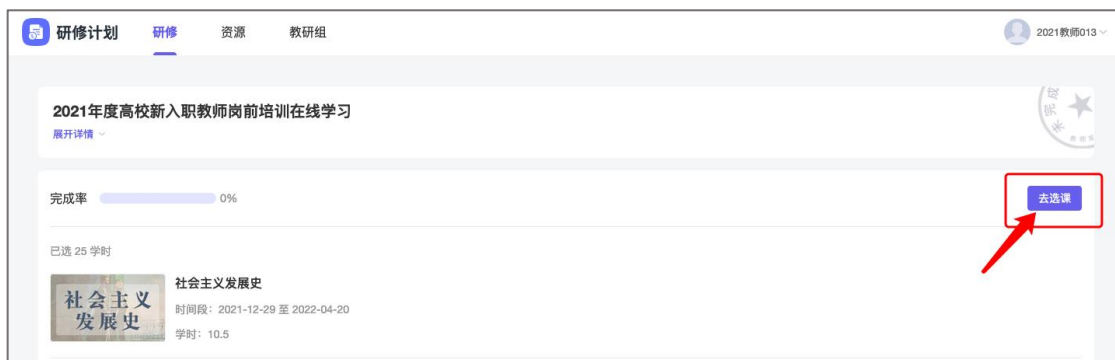 研修计划 研修 资源 教研组 2021教师013
2021年度高校新入职教师岗前培训在线学习
展开详情
未完成
完成率 0% 去选课
已选 25 学时
社会主义发展史
社会主义
发展史
时间段：2021-12-29 至 2022-04-20
学时：10.5